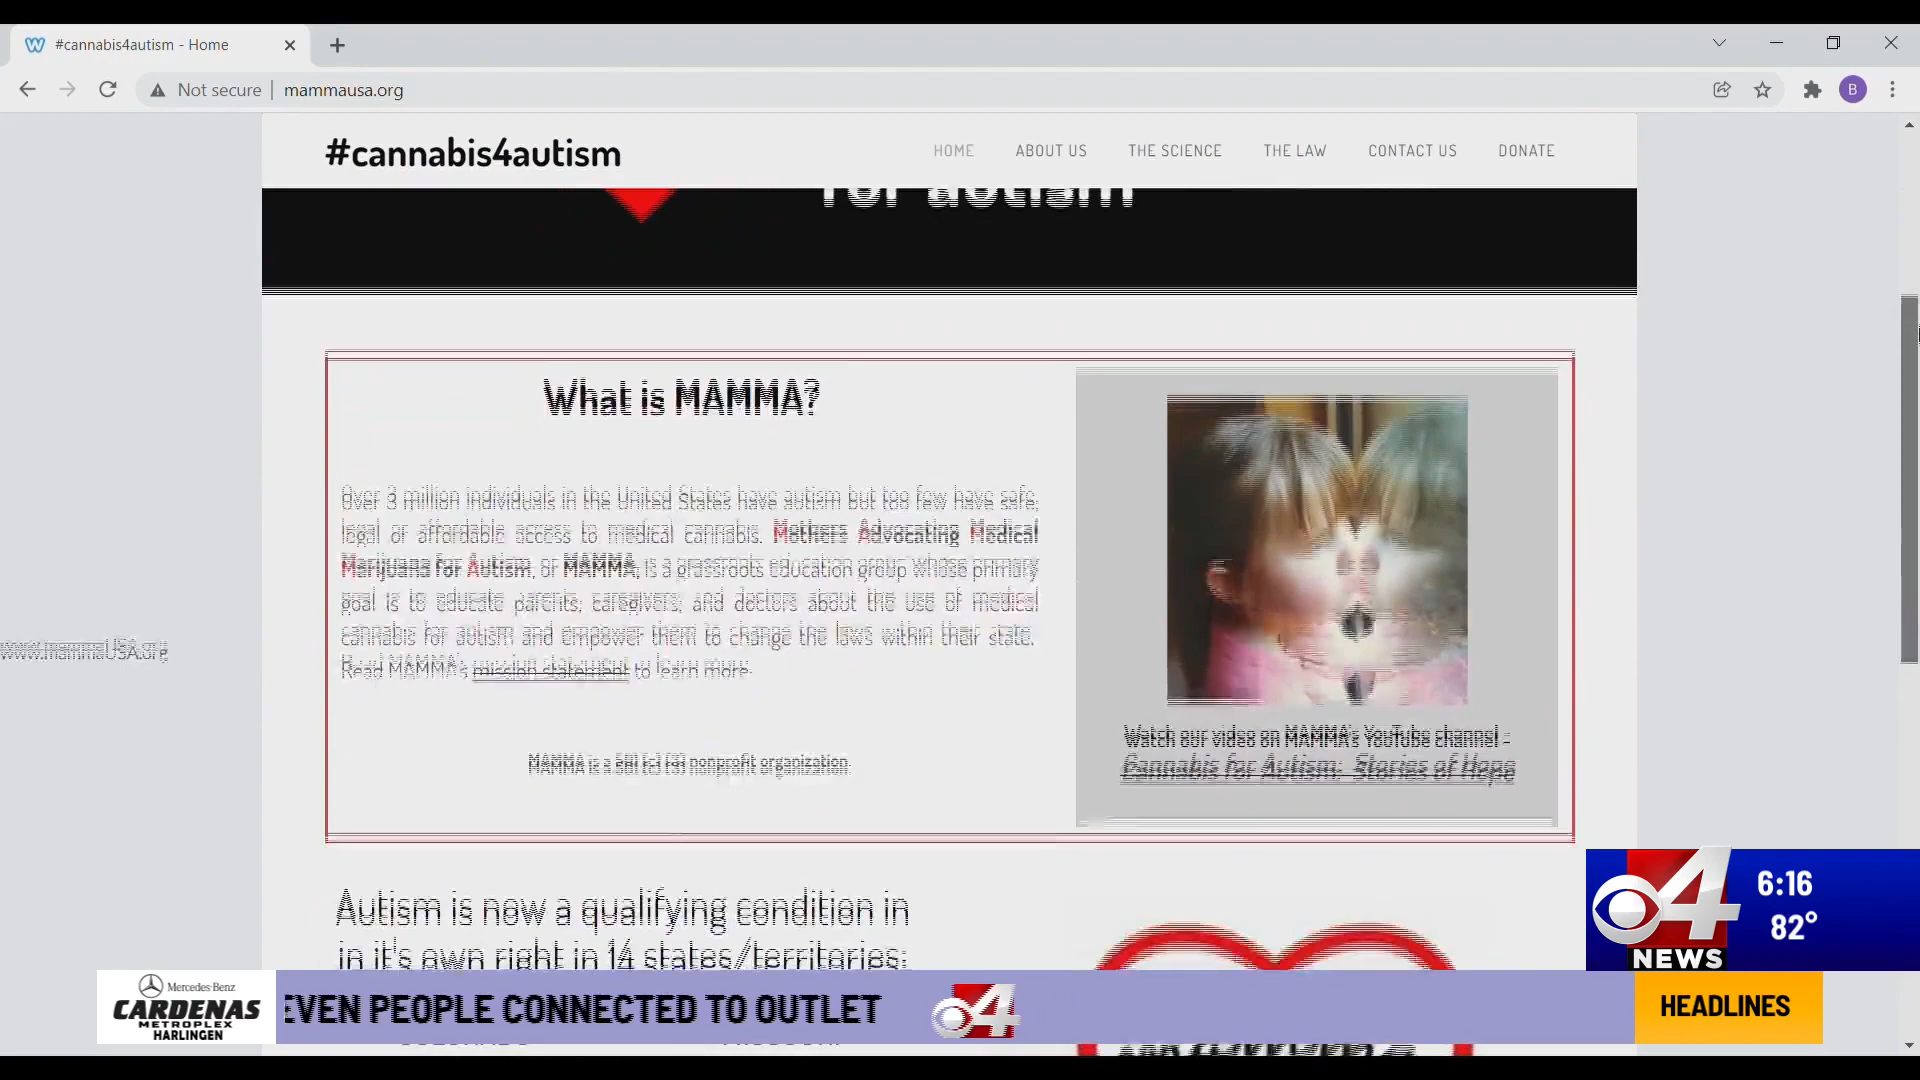 #cannabis4autism - Home
Not secure
mammausa.org
#cannabis4autism
HOME
ABOUT US
THE SCIENCE
THE LAW
CONTACT US
DONATE
for autism
What is MAMMA?
Over 3 million individuals in the United States have autism but too few have safe,
legal or affordable access to medical cannabis. Mothers Advocating Medical
Marijuana for Autism, or MAMMA, is a grassroots education group whose primary
goal is to educate parents, caregivers, and doctors about the use of medical
cannabis for autism and empower them to change the laws within their state.
Read MAMMA's mission statement to learn more.
MAMMA is a 501 (c) (3) nonprofit organization.
Watch our video on MAMMA's YouTube channel -
Cannabis for Autism: Stories of Hope
www.mammaUSA.org
Autism is now a qualifying condition in
in it's own right in 14 states/territories:
4
NEWS
6:16
82°
Mercedes-Benz
CARDENAS
METROPLEX
HARLINGEN
EVEN PEOPLE CONNECTED TO OUTLET
4
HEADLINES
B